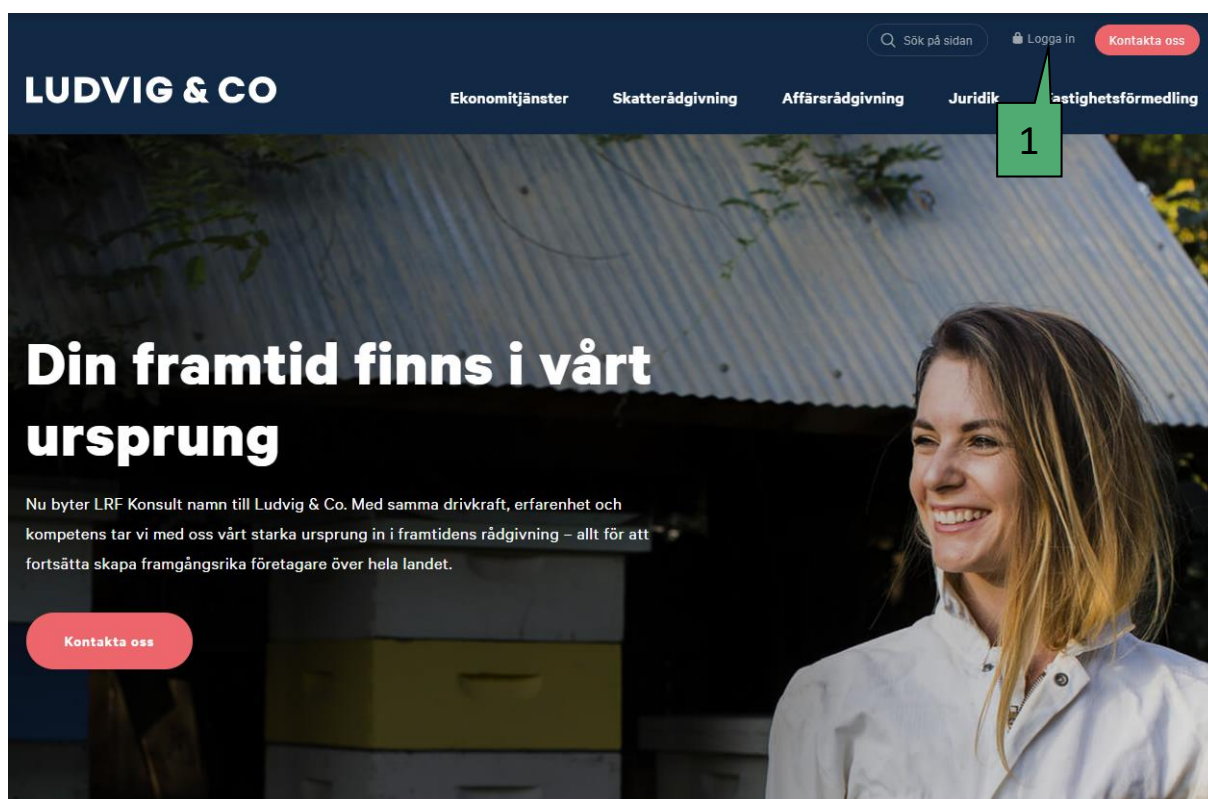 Sök på sidan Logga in Kontakta oss
LUDVIG & CO
Ekonomitjänster Skatterådgivning Affärsrådgivning Juridik astighetsförmedling
1
Din framtid finns i vårt
ursprung
Nu byter LRF Konsult namn till Ludvig & Co. Med samma drivkraft, erfarenhet och
kompetens tar vi med oss vårt starka ursprung in i framtidens rådgivning – allt för att
fortsätta skapa framgångsrika företagare över hela landet.
Kontakta oss